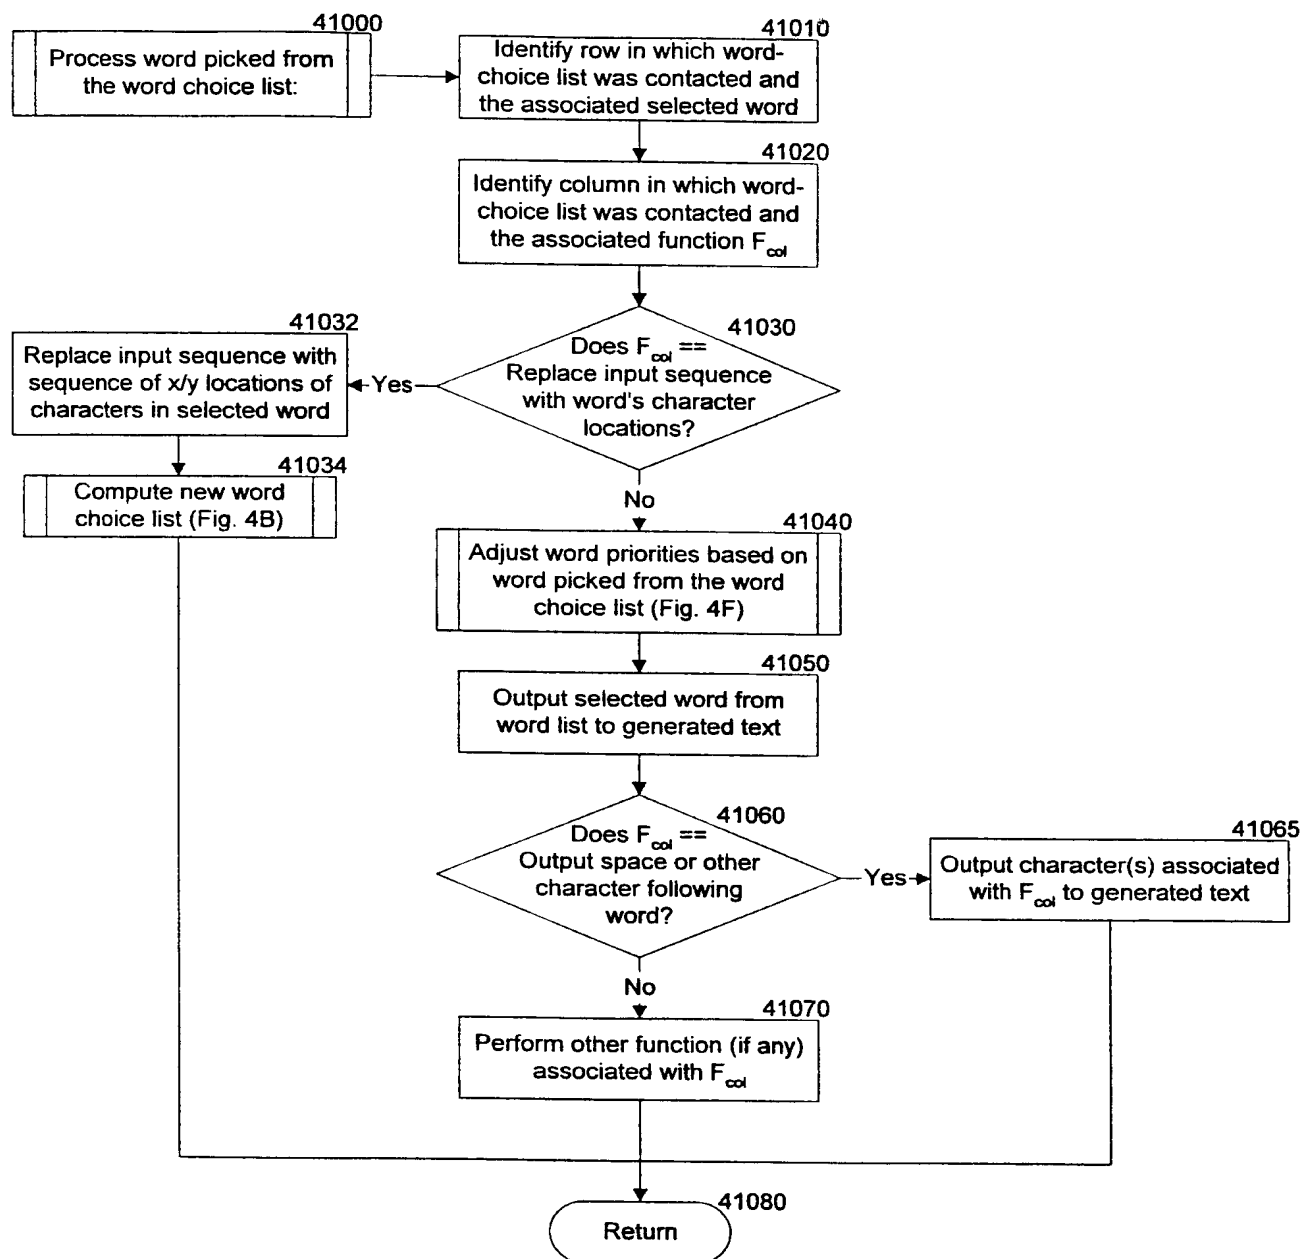 41000
Process word picked from
the word choice list:
41010
Identify row in which word-
choice list was contacted and
the associated selected word
41020
Identify column in which word-
choice list was contacted and
the associated function Fcol
41030
Does Fcol ==
Replace input sequence
with word's character
locations?
Yes
41032
Replace input sequence with
sequence of x/y locations of
characters in selected word
41034
Compute new word
choice list (Fig. 4B)
No
41040
Adjust word priorities based on
word picked from the word
choice list (Fig. 4F)
41050
Output selected word from
word list to generated text
41060
Does Fcol ==
Output space or other
character following
word?
Yes
41065
Output character(s) associated
with Fcol to generated text
No
41070
Perform other function (if any)
associated with Fcol
41080
Return